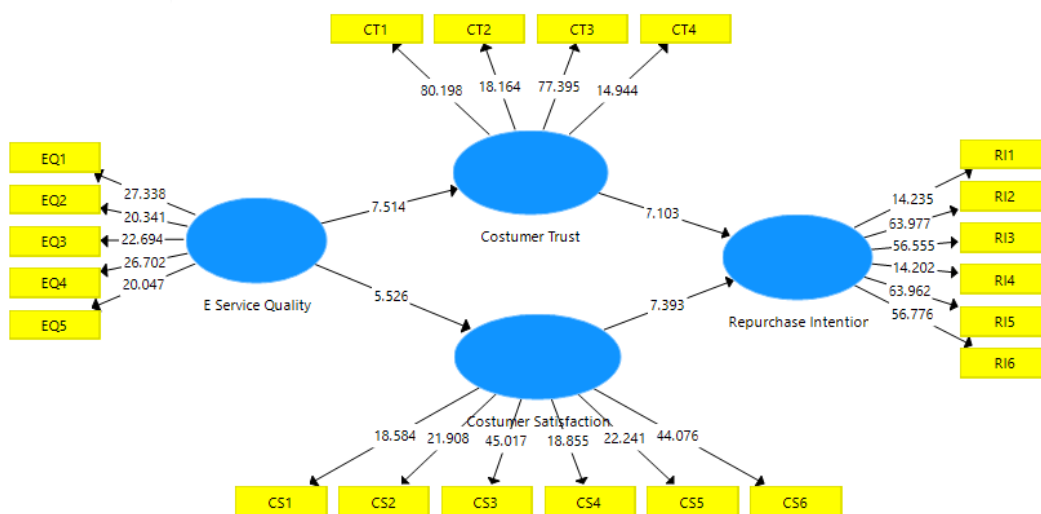 CT1 CT2 CT3 CT4
80.198 18.164 77.395 14.944
EQ1
EQ2
EQ3
EQ4
EQ5
27.338
20.341
22.694
26.702
20.047
E Service Quality
7.514
5.526
Costumer Trust
7.103
7.393
Costumer Satisfaction
Repurchase Intentior
14.235
63.977
56.555
14.202
63.962
56.776
RI1
RI2
RI3
RI4
RI5
RI6
18.584 21.908 45.017 18.855 22.241 44.076
CS1 CS2 CS3 CS4 CS5 CS6